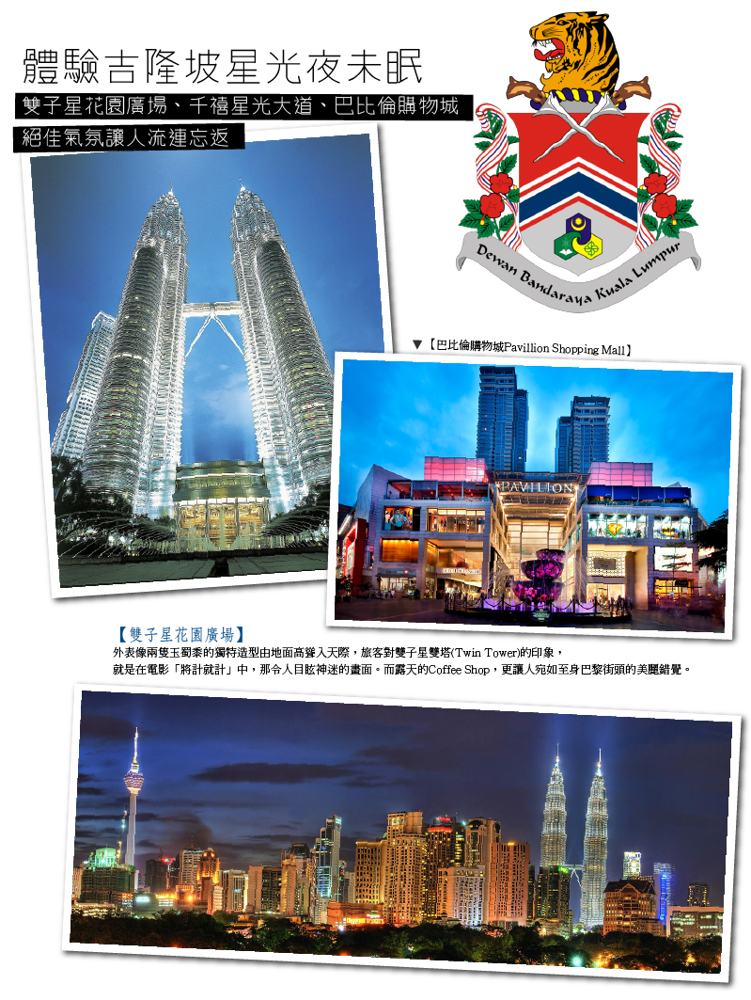 體驗吉隆坡星光夜未眠
雙子星花園廣場、千禧星光大道、巴比倫購物城
絕佳氣氛讓人流連忘返
Dewan Bandaraya Kuala Lumpur
▼【巴比倫購物城Pavillion Shopping Mall】
PAVILION
【雙子星花園廣場】
外表像兩隻玉蜀黍的獨特造型由地面高聳入天際，旅客對雙子星雙塔(Twin Tower)的印象，
就是在電影「將計就計」中，那令人目眩神迷的畫面。而露天的Coffee Shop，更讓人宛如至身巴黎街頭的美麗錯覺。